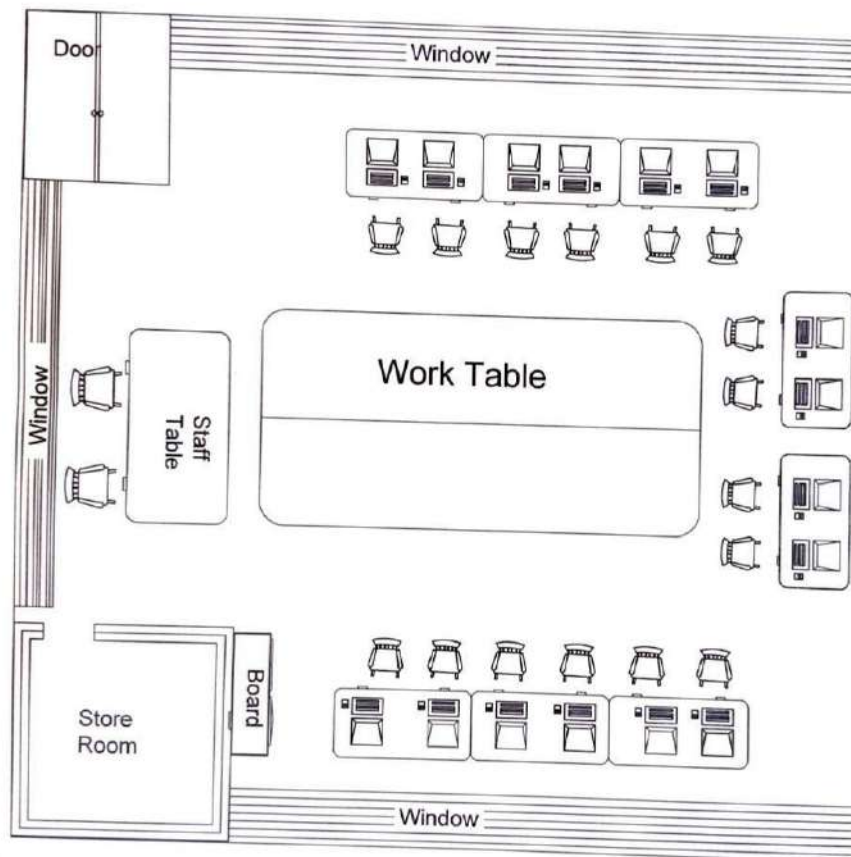 Door
Window
Work Table
Window
Staff
Table
Board
Store
Room
Window